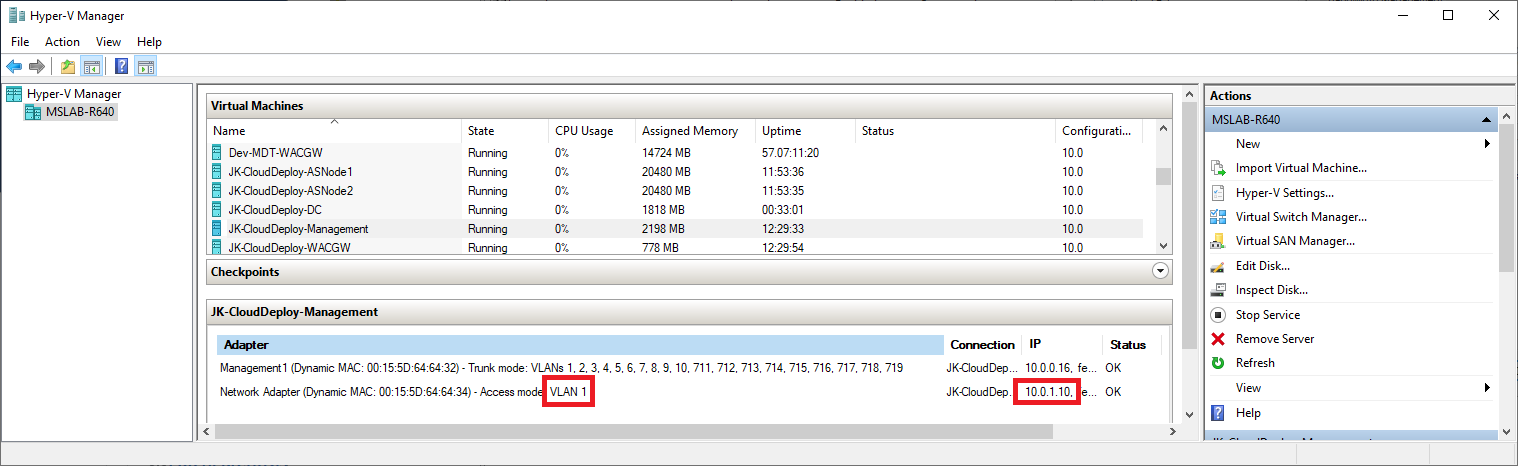 Hyper-V Manager
File Action View Help
Hyper-V Manager
MSLAB-R640
Virtual Machines
Name State CPU Usage Assigned Memory Uptime Status Configurati...
Dev-MDT-WACGW Running 0% 14724 MB 57.07:11:20 10.0
JK-CloudDeploy-ASNode1 Running 0% 20480 MB 11:53:36 10.0
JK-CloudDeploy-ASNode2 Running 0% 20480 MB 11:53:35 10.0
JK-CloudDeploy-DC Running 0% 1818 MB 00:33:01 10.0
JK-CloudDeploy-Management Running 0% 2198 MB 12:29:33 10.0
JK-CloudDeploy-WACGW Running 0% 778 MB 12:29:54 10.0
Checkpoints
JK-CloudDeploy-Management
Adapter Connection IP Status
Management1 (Dynamic MAC: 00:15:5D:64:64:32) - Trunk mode: VLANs 1, 2, 3, 4, 5, 6, 7, 8, 9, 10, 711, 712, 713, 714, 715, 716, 717, 718, 719 JK-CloudDep... 10.0.0.16, fe... OK
Network Adapter (Dynamic MAC: 00:15:5D:64:64:34) - Access mode: VLAN 1 JK-CloudDep... 10.0.1.10, fe... OK
Actions
MSLAB-R640
New
Import Virtual Machine...
Hyper-V Settings...
Virtual Switch Manager...
Virtual SAN Manager...
Edit Disk...
Inspect Disk...
Stop Service
Remove Server
Refresh
View
Help